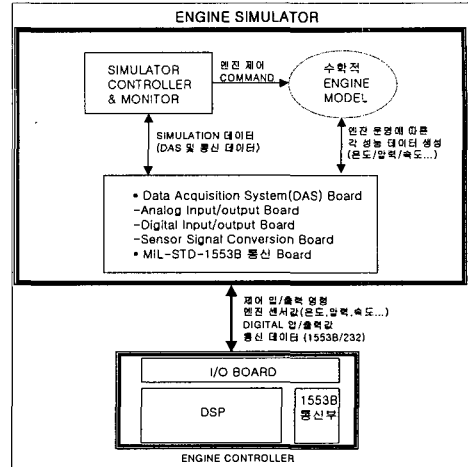 ENGINE SIMULATOR
SIMULATOR
CONTROLLER
& MONITOR
엔진 제어
COMMAND
수학적
ENGINE
MODEL
SIMULATION 데이터
(DAS 및 통신 데이터)
엔진 운영에 따른
각 성능 데이터 생성
(온도/압력/속도...)
• Data Acquisition System(DAS) Board
-Analog Input/output Board
-Digital Input/output Board
-Sensor Signal Conversion Board
• MIL-STD-1553B 통신 Board
제어 입/출력 명령
엔진 센서값(온도,압력,속도...)
DIGITAL 입/출력값
통신 데이터 (1553B/232)
I/O BOARD
DSP
1553B
통신부
ENGINE CONTROLLER